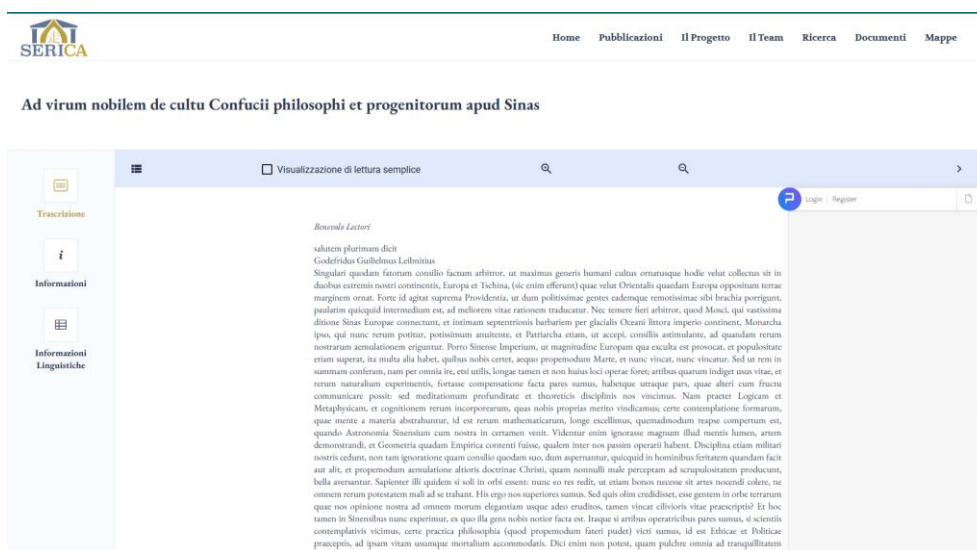 SERICA
Home Pubblicazioni Il Progetto Il Team Ricerca Documenti Mappe
Ad virum nobilem de cultu Confucii philosophi et progenitorum apud Sinas
Visualizzazione di lettura semplice
Trascrizione
Informazioni
Informazioni
Linguistiche
Login | Register
Benevolo Lectori
salutem plurimam dicit
Godefridus Guilielmus Leibnitius
Singulari quodam fatorum consilio factum arbitror, ut maximus generis humani cultus ornatusque hodie velut collectus sit in
duobus extremis nostri continentis, Europa et Tschina, (sic enim efferunt) quae velut Orientalis quaedam Europa oppositum terrae
marginem ornat. Forte id agitat suprema Providentia, ut dum politissimae gentes eademque remotissimae sibi brachia porrigunt,
paulatim quicquid intermedium est, ad meliorem vitae rationem traducatur. Nec temere fieri arbitror, quod Mosci, qui vastissima
ditione Sinas Europae connectunt, et intimam septentrionis barbariem per glacialis Oceani littora imperio continent, Monarcha
ipso, qui nunc rerum potitur, potissimum annitente, et Patriarcha etiam, ut accepi, consiliis astimulante, ad quandam rerum
nostrarum aemulationem eriguntur. Porro Sinense Imperium, ut magnitudine Europam qua exculta est provocat, et populositate
etiam superat, ita multa alia habet, quibus nobis certet, aequo propemodum Marte, et nunc vincat, nunc vincatur. Sed ut rem in
summam conferam, nam per omnia ire, etsi utilis, longae tamen et non huius loci operae foret; artibus quarum indiget usus vitae, et
rerum naturalium experimentis, fortasse compensatione facta pares sumus, habetque utraque pars, quae alteri cum fructu
communicare possit: sed meditationum profunditate et theoreticis disciplinis nos vincimus. Nam praeter Logicam et
Metaphysicam, et cognitionem rerum incorporearum, quas nobis proprias merito vindicamus; certe contemplatione formarum,
quae mente a materia abstrahuntur, id est rerum mathematicarum, longe excellimus, quemadmodum reapse compertum est,
quando Astronomia Sinensium cum nostra in certamen venit. Videntur enim ignorasse magnum illud mentis lumen, artem
demonstrandi, et Geometria quadam Empirica contenti fuisse, qualem inter nos passim operarii habent. Disciplina etiam militari
nostris cedunt, non tam ignoratione quam consilio quodam suo, dum aspernantur, quicquid in hominibus feritatem quandam facit
aut alit, et propemodum aemulatione altioris doctrinae Christi, quam nonnulli male perceptam ad scrupulositatem producunt,
bella aversantur. Sapienter illi quidem si soli in orbi essent: nunc eo res redit, ut etiam bonos necesse sit artes nocendi colere, ne
omnem rerum potestatem mali ad se trahant. His ergo nos superiores sumus. Sed quis olim credidisset, esse gentem in orbe terrarum
quae nos opinione nostra ad omnem morum elegantiam usque adeo eruditos, tamen vincat cilivioris vitae praescriptis? Et hoc
tamen in Sinensibus nunc experimur, ex quo illa gens nobis notior facta est. Itaque si artibus operatricibus pares sumus, si scientiis
contemplativis vicimus, certe practica philosophia (quod propemodum fateri pudet) victi sumus, id est Ethicae et Politicae
praeceptis, ad ipsam vitam usumque mortalium accommodatis. Dici enim non potest, quam pulchre omnia ad tranquillitatem